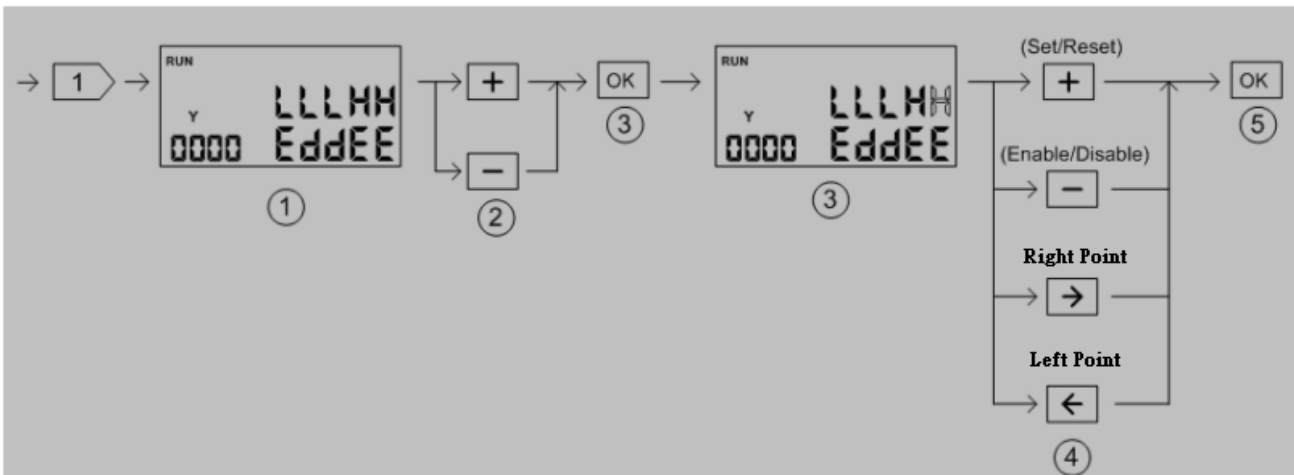 1
RUN
Y
LLLHH
0000 EddEE
①
+
−
②
OK
③
RUN
Y
LLLHH
0000 EddEE
③
(Set/Reset)
+
(Enable/Disable)
−
Right Point
→
Left Point
←
④
OK
⑤